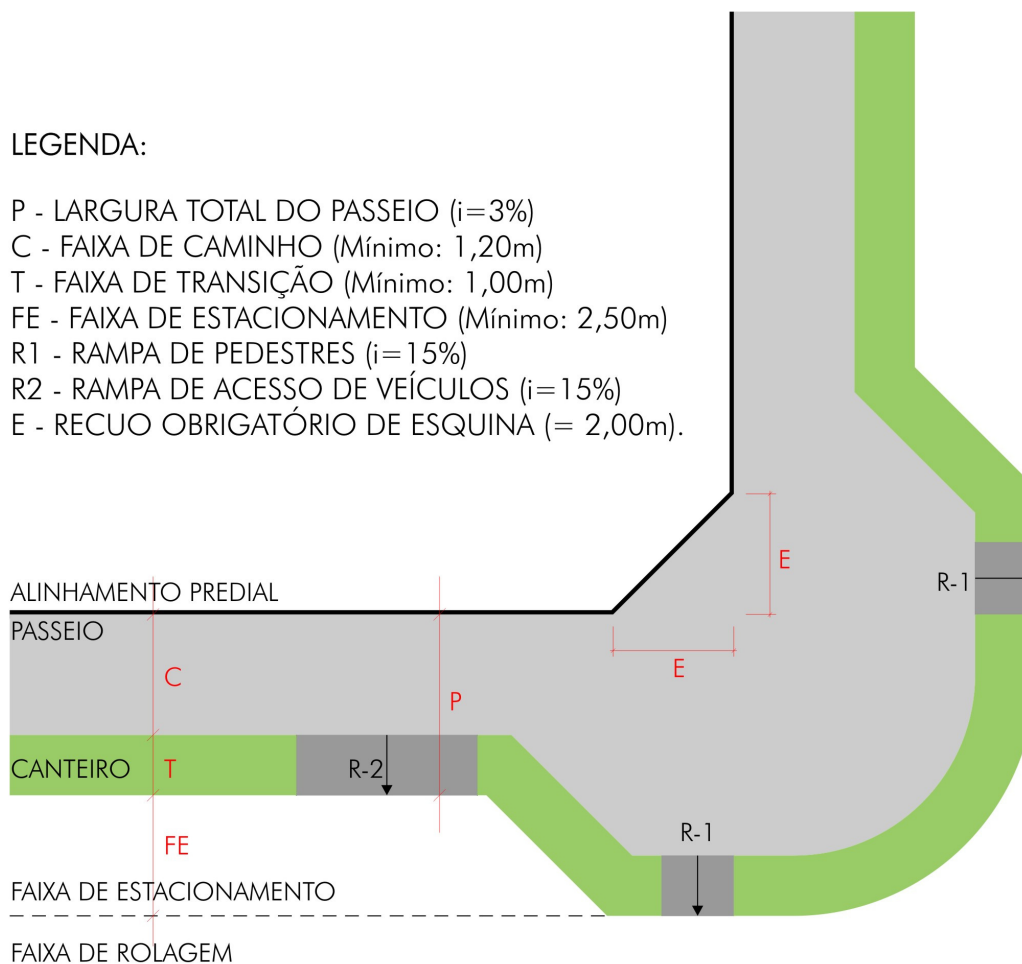 LEGENDA:
P - LARGURA TOTAL DO PASSEIO (i=3%)
C - FAIXA DE CAMINHO (Mínimo: 1,20m)
T - FAIXA DE TRANSIÇÃO (Mínimo: 1,00m)
FE - FAIXA DE ESTACIONAMENTO (Mínimo: 2,50m)
R1 - RAMPA DE PEDESTRES (i=15%)
R2 - RAMPA DE ACESSO DE VEÍCULOS (i=15%)
E - RECUO OBRIGATÓRIO DE ESQUINA (= 2,00m).
E
R-1
ALINHAMENTO PREDIAL
PASSEIO
E
C
P
CANTEIRO
T
R-2
R-1
FE
FAIXA DE ESTACIONAMENTO
FAIXA DE ROLAGEM